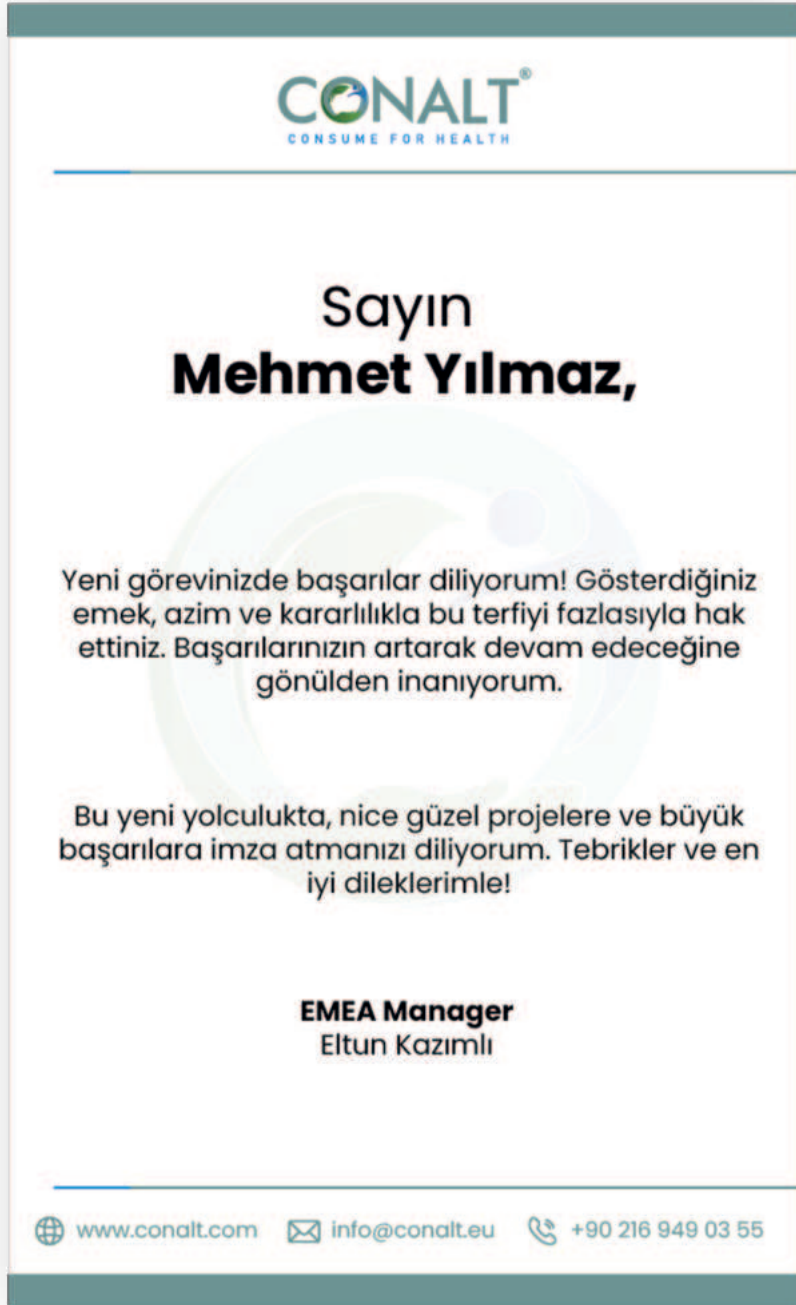 CONALT®
CONSUME FOR HEALTH
Sayın
Mehmet Yılmaz,
Yeni görevinizde başarılar diliyorum! Gösterdiğiniz
emek, azim ve kararlılıkla bu terfiyi fazlasıyla hak
ettiniz. Başarılarınızın artarak devam edeceğine
gönülden inanıyorum.
Bu yeni yolculukta, nice güzel projelere ve büyük
başarılara imza atmanızı diliyorum. Tebrikler ve en
iyi dileklerimle!
EMEA Manager
Eltun Kazımlı
www.conalt.com info@conalt.eu +90 216 949 03 55